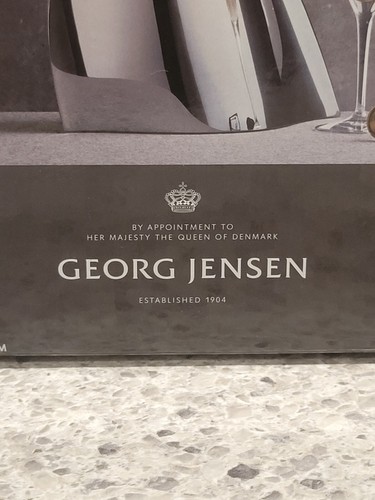 BY APPOINTMENT TO
HER MAJESTY THE QUEEN OF DENMARK
GEORG JENSEN
ESTABLISHED 1904
M